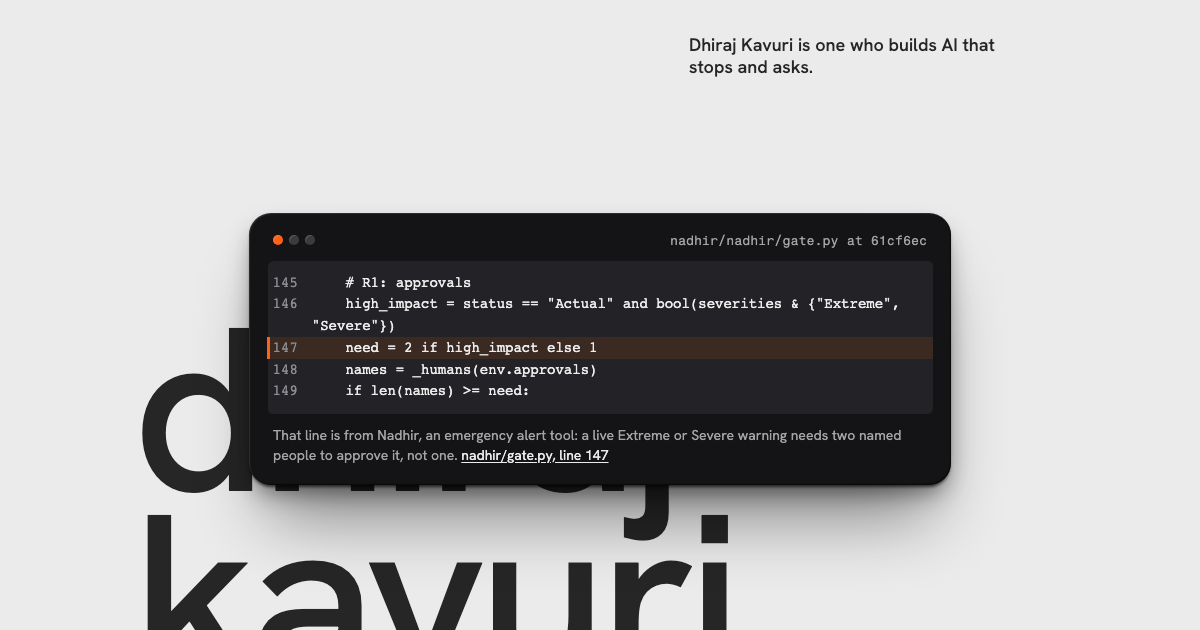 Dhiraj Kavuri is one who builds AI that
stops and asks.
nadhir/nadhir/gate.py at 61cf6ec
145 # R1: approvals
146 high_impact = status == "Actual" and bool(severities & {"Extreme",
"Severe"})
147 need = 2 if high_impact else 1
148 names = _humans(env.approvals)
149 if len(names) >= need:
That line is from Nadhir, an emergency alert tool: a live Extreme or Severe warning needs two named
people to approve it, not one. nadhir/gate.py, line 147
dhiraj
kavuri